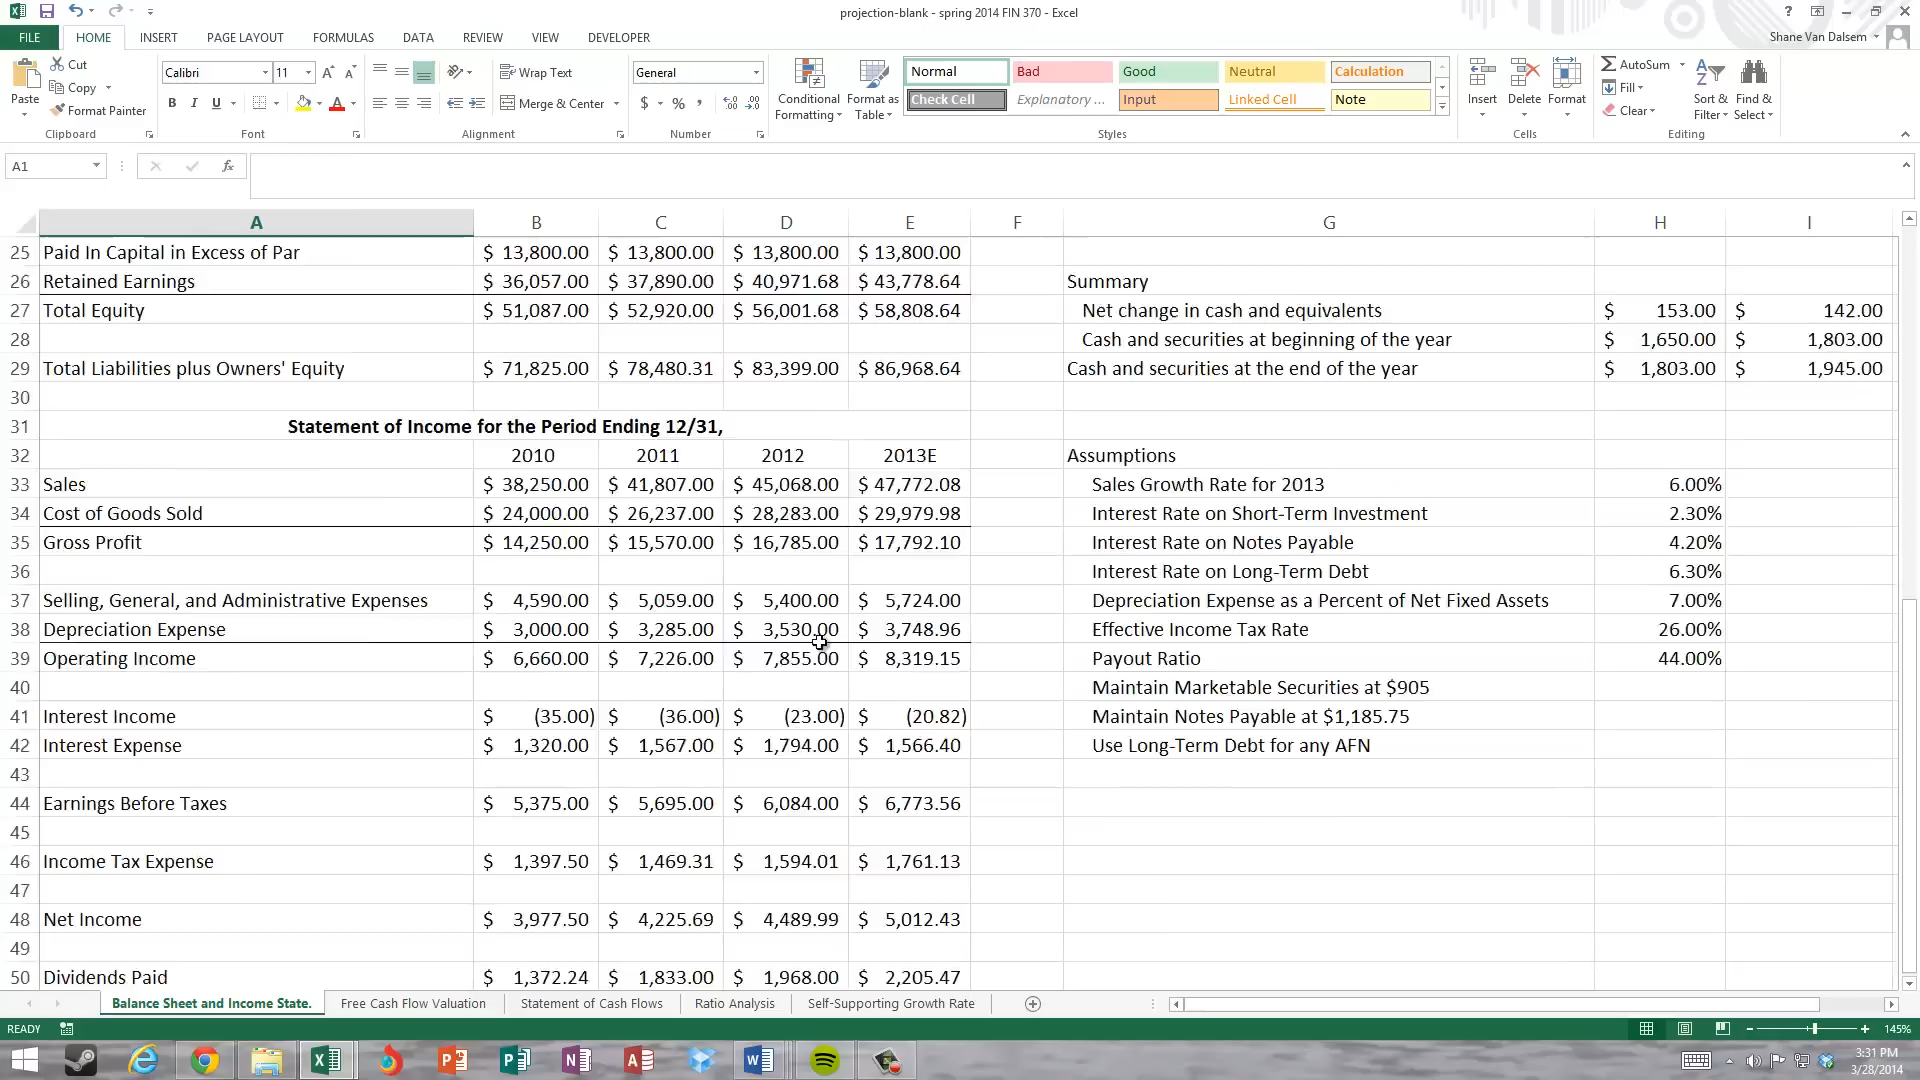 projection-blank - spring 2014 FIN 370 - Excel
FILE HOME INSERT PAGE LAYOUT FORMULAS DATA REVIEW VIEW DEVELOPER Shane Van Dalsem
Paste Cut Copy Format Painter Clipboard
Calibri 11 B I U Font
Wrap Text Merge & Center Alignment
General $ % , Number
Conditional Formatting Format as Table
Normal Bad Good Neutral Calculation
Check Cell Explanatory ... Input Linked Cell Note
Styles
Insert Delete Format Cells
AutoSum Fill Clear Sort & Filter Find & Select Editing
A1 fx
A B C D E F G H I
25 Paid In Capital in Excess of Par $ 13,800.00 $ 13,800.00 $ 13,800.00 $ 13,800.00
26 Retained Earnings $ 36,057.00 $ 37,890.00 $ 40,971.68 $ 43,778.64 Summary
27 Total Equity $ 51,087.00 $ 52,920.00 $ 56,001.68 $ 58,808.64 Net change in cash and equivalents $ 153.00 $ 142.00
28 Cash and securities at beginning of the year $ 1,650.00 $ 1,803.00
29 Total Liabilities plus Owners' Equity $ 71,825.00 $ 78,480.31 $ 83,399.00 $ 86,968.64 Cash and securities at the end of the year $ 1,803.00 $ 1,945.00
30
31 Statement of Income for the Period Ending 12/31,
32 2010 2011 2012 2013E Assumptions
33 Sales $ 38,250.00 $ 41,807.00 $ 45,068.00 $ 47,772.08 Sales Growth Rate for 2013 6.00%
34 Cost of Goods Sold $ 24,000.00 $ 26,237.00 $ 28,283.00 $ 29,979.98 Interest Rate on Short-Term Investment 2.30%
35 Gross Profit $ 14,250.00 $ 15,570.00 $ 16,785.00 $ 17,792.10 Interest Rate on Notes Payable 4.20%
36 Interest Rate on Long-Term Debt 6.30%
37 Selling, General, and Administrative Expenses $ 4,590.00 $ 5,059.00 $ 5,400.00 $ 5,724.00 Depreciation Expense as a Percent of Net Fixed Assets 7.00%
38 Depreciation Expense $ 3,000.00 $ 3,285.00 $ 3,530.00 $ 3,748.96 Effective Income Tax Rate 26.00%
39 Operating Income $ 6,660.00 $ 7,226.00 $ 7,855.00 $ 8,319.15 Payout Ratio 44.00%
40 Maintain Marketable Securities at $905
41 Interest Income $ (35.00) $ (36.00) $ (23.00) $ (20.82) Maintain Notes Payable at $1,185.75
42 Interest Expense $ 1,320.00 $ 1,567.00 $ 1,794.00 $ 1,566.40 Use Long-Term Debt for any AFN
43
44 Earnings Before Taxes $ 5,375.00 $ 5,695.00 $ 6,084.00 $ 6,773.56
45
46 Income Tax Expense $ 1,397.50 $ 1,469.31 $ 1,594.01 $ 1,761.13
47
48 Net Income $ 3,977.50 $ 4,225.69 $ 4,489.99 $ 5,012.43
49
50 Dividends Paid $ 1,372.24 $ 1,833.00 $ 1,968.00 $ 2,205.47
Balance Sheet and Income State. Free Cash Flow Valuation Statement of Cash Flows Ratio Analysis Self-Supporting Growth Rate
READY 145%
3:31 PM
3/28/2014